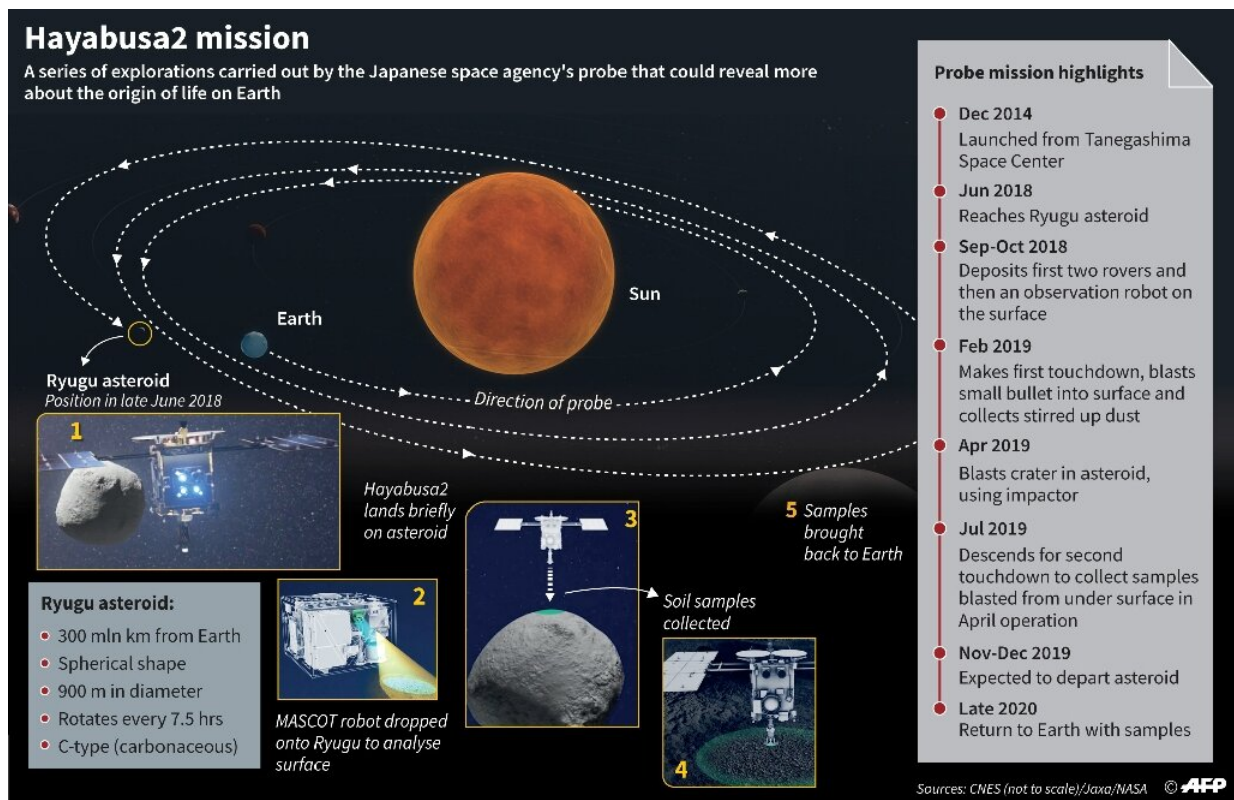 Hayabusa2 mission
A series of explorations carried out by the Japanese space agency's probe that could reveal more
about the origin of life on Earth
Sun
Earth
Direction of probe
Ryugu asteroid
Position in late June 2018
1
Ryugu asteroid:
300 mln km from Earth
Spherical shape
900 m in diameter
Rotates every 7.5 hrs
C-type (carbonaceous)
2
MASCOT robot dropped
onto Ryugu to analyse
surface
Hayabusa2
lands briefly
on asteroid
3
Soil samples
collected
4
5 Samples
brought
back to Earth
Probe mission highlights
Dec 2014
Launched from Tanegashima
Space Center
Jun 2018
Reaches Ryugu asteroid
Sep-Oct 2018
Deposits first two rovers and
then an observation robot on
the surface
Feb 2019
Makes first touchdown, blasts
small bullet into surface and
collects stirred up dust
Apr 2019
Blasts crater in asteroid,
using impactor
Jul 2019
Descends for second
touchdown to collect samples
blasted from under surface in
April operation
Nov-Dec 2019
Expected to depart asteroid
Late 2020
Return to Earth with samples
Sources: CNES (not to scale)/Jaxa/NASA © AFP